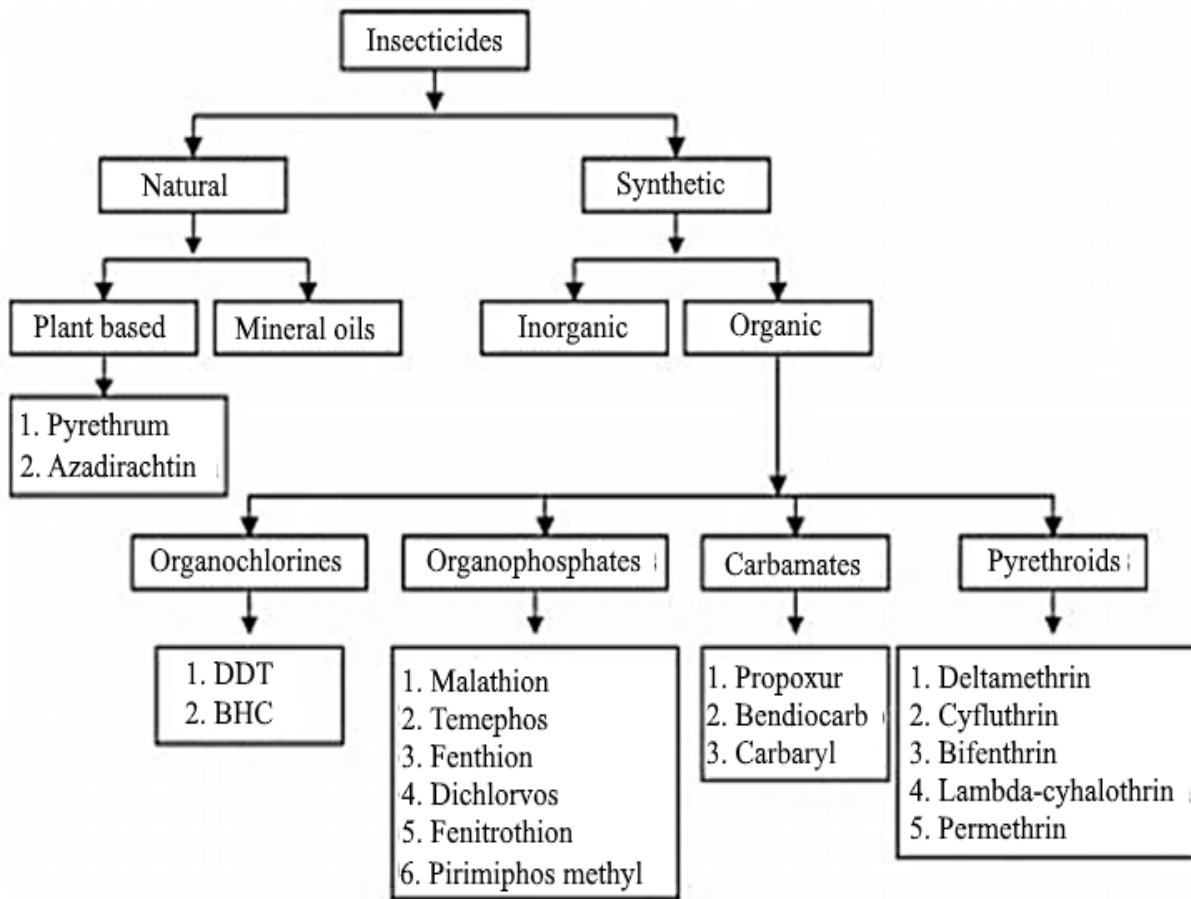 Insecticides
Natural
Synthetic
Plant based
Mineral oils
Inorganic
Organic
1. Pyrethrum
2. Azadirachtin
Organochlorines
Organophosphates
Carbamates
Pyrethroids
1. DDT
2. BHC
1. Malathion
2. Temephos
3. Fenthion
4. Dichlorvos
5. Fenitrothion
6. Pirimiphos methyl
1. Propoxur
2. Bendiocarb
3. Carbaryl
1. Deltamethrin
2. Cyfluthrin
3. Bifenthrin
4. Lambda-cyhalothrin
5. Permethrin